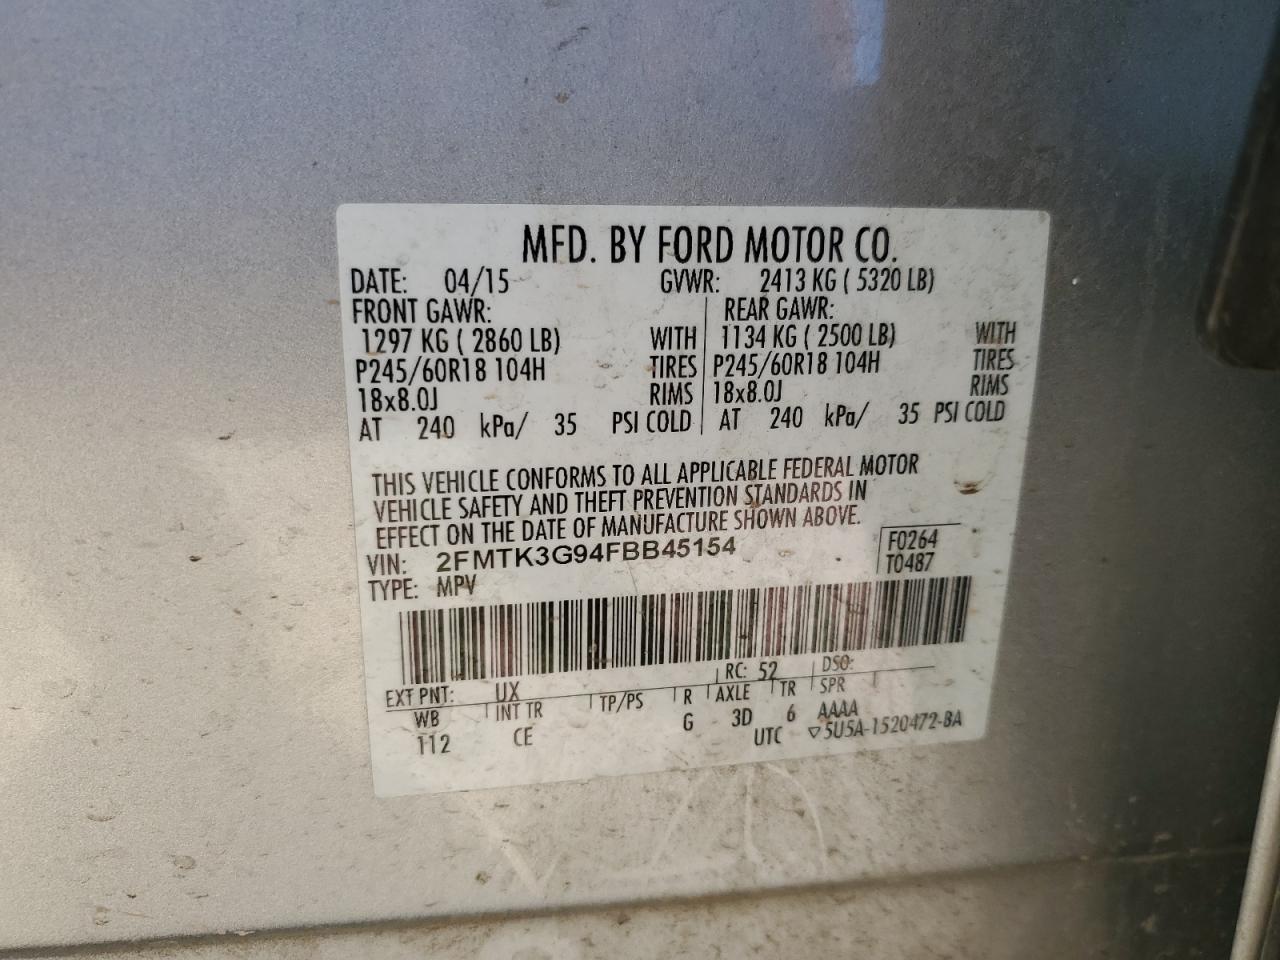 MFD. BY FORD MOTOR CO.
DATE: 04/15 GVWR: 2413 KG ( 5320 LB)
FRONT GAWR: REAR GAWR:
1297 KG ( 2860 LB) WITH 1134 KG ( 2500 LB) WITH
P245/60R18 104H TIRES P245/60R18 104H TIRES
18x8.0J RIMS 18x8.0J RIMS
AT 240 kPa/ 35 PSI COLD AT 240 kPa/ 35 PSI COLD
THIS VEHICLE CONFORMS TO ALL APPLICABLE FEDERAL MOTOR
VEHICLE SAFETY AND THEFT PREVENTION STANDARDS IN
EFFECT ON THE DATE OF MANUFACTURE SHOWN ABOVE.
VIN: 2FMTK3G94FBB45154 F0264
TYPE: MPV T0487
EXT PNT: UX RC: 52 DSO:
WB INT TR TP/PS R AXLE TR SPR
112 CE G 3D 6 AAAA
UTC ▽5U5A-1520472-BA